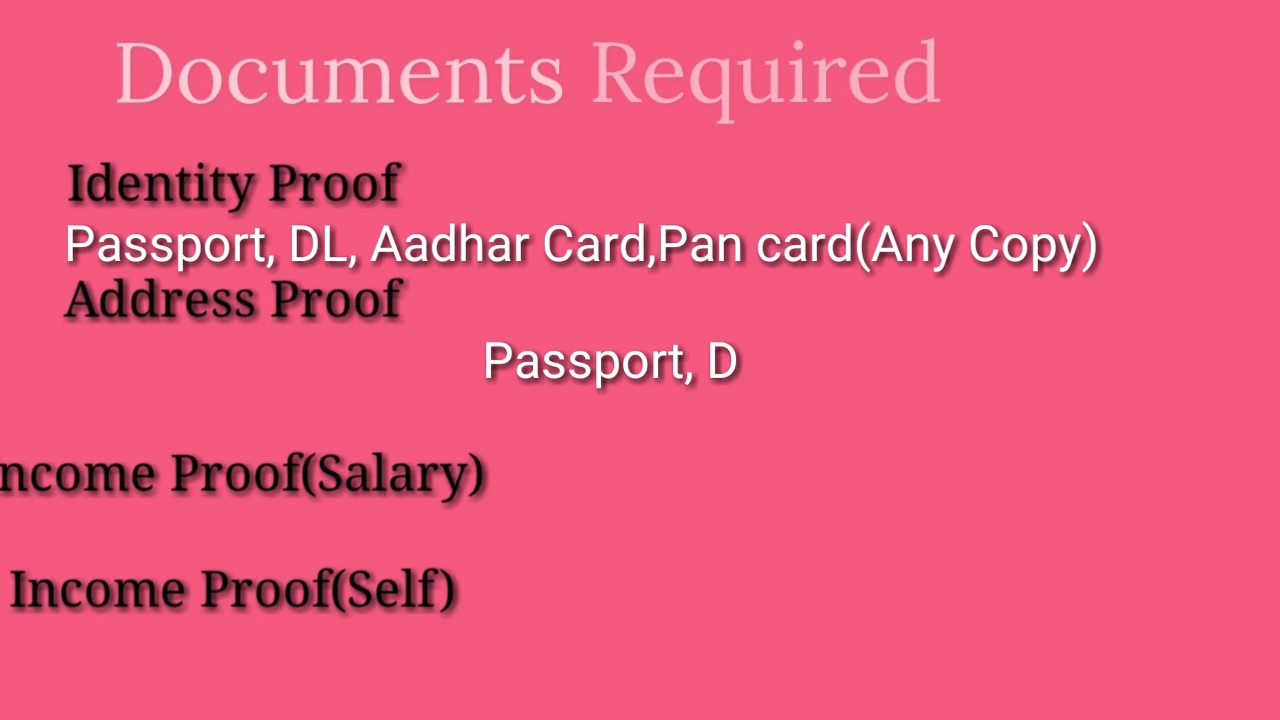 Documents Required
Identity Proof
Passport, DL, Aadhar Card,Pan card(Any Copy)
Address Proof
Passport, D
ncome Proof(Salary)
Income Proof(Self)